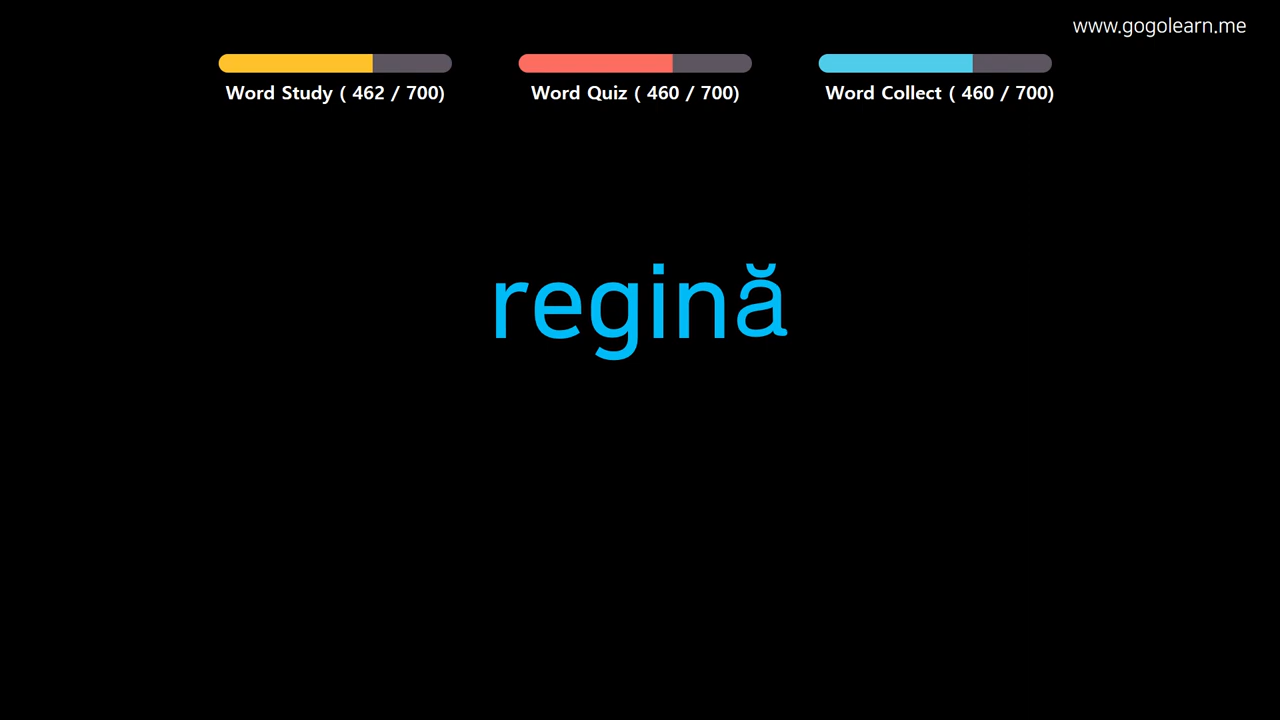 www.gogolearn.me
Word Study ( 462 / 700)
Word Quiz ( 460 / 700)
Word Collect ( 460 / 700)
regină